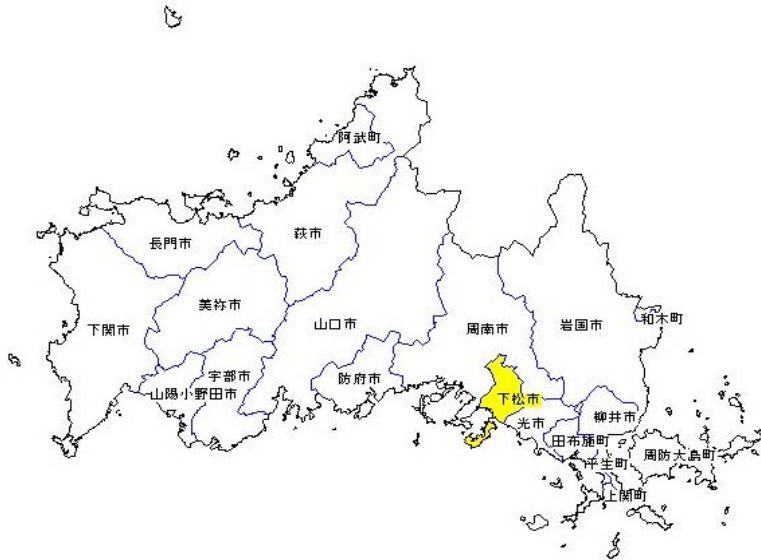 阿武町
萩市
長門市
美祢市
下関市
山口市
周南市
岩国市
和木町
宇部市
防府市
山陽小野田市
下松市
光市
柳井市
田布施町
周防大島町
平生町
上関町